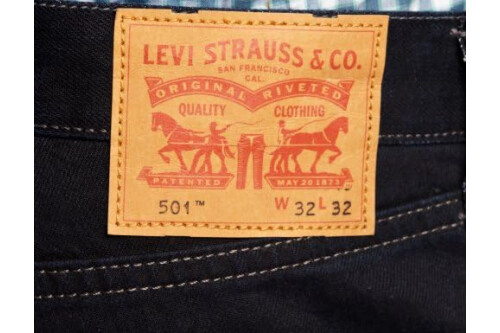 LEVI STRAUSS & CO.
SAN FRANCISCO
CAL.
ORIGINAL RIVETED
QUALITY CLOTHING
PATENTED MAY 20 1873
501™ W 32 L 32